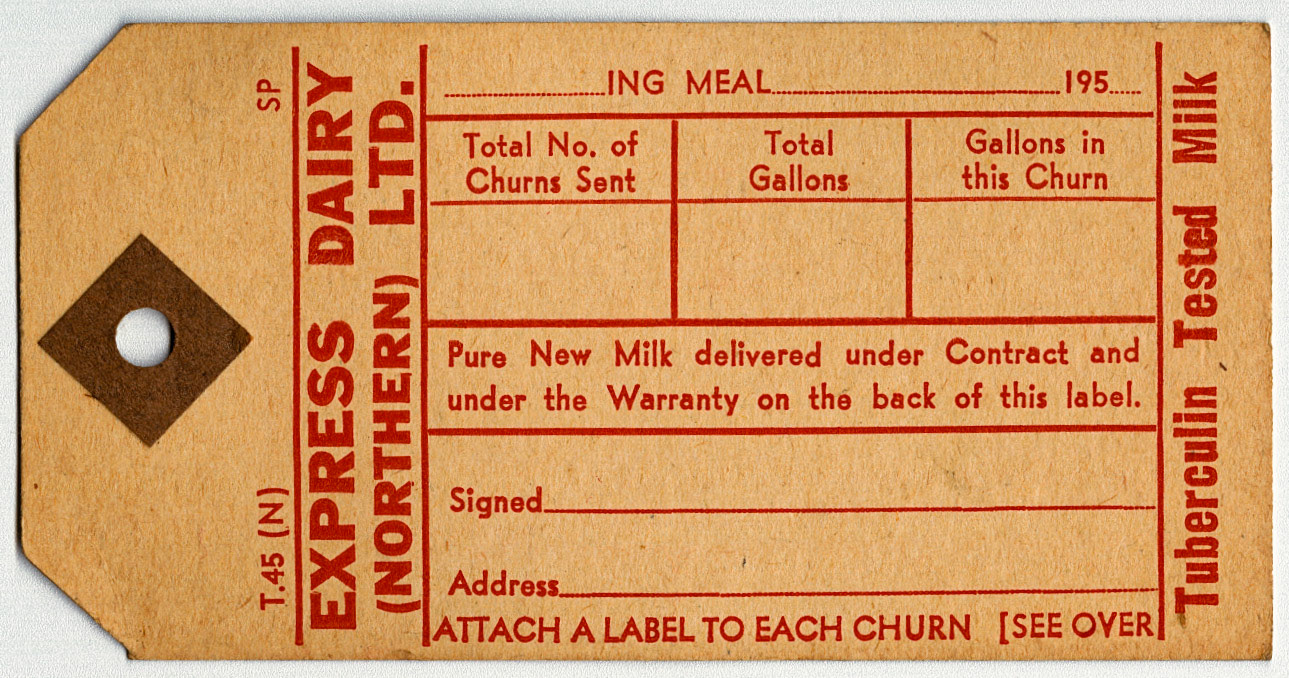 SP
T.45 (N)
EXPRESS DAIRY
(NORTHERN) LTD.
ING MEAL 195
Total No. of
Churns Sent
Total
Gallons
Gallons in
this Churn
Pure New Milk delivered under Contract and
under the Warranty on the back of this label.
Signed
Address
ATTACH A LABEL TO EACH CHURN [SEE OVER
Tuberculin Tested Milk